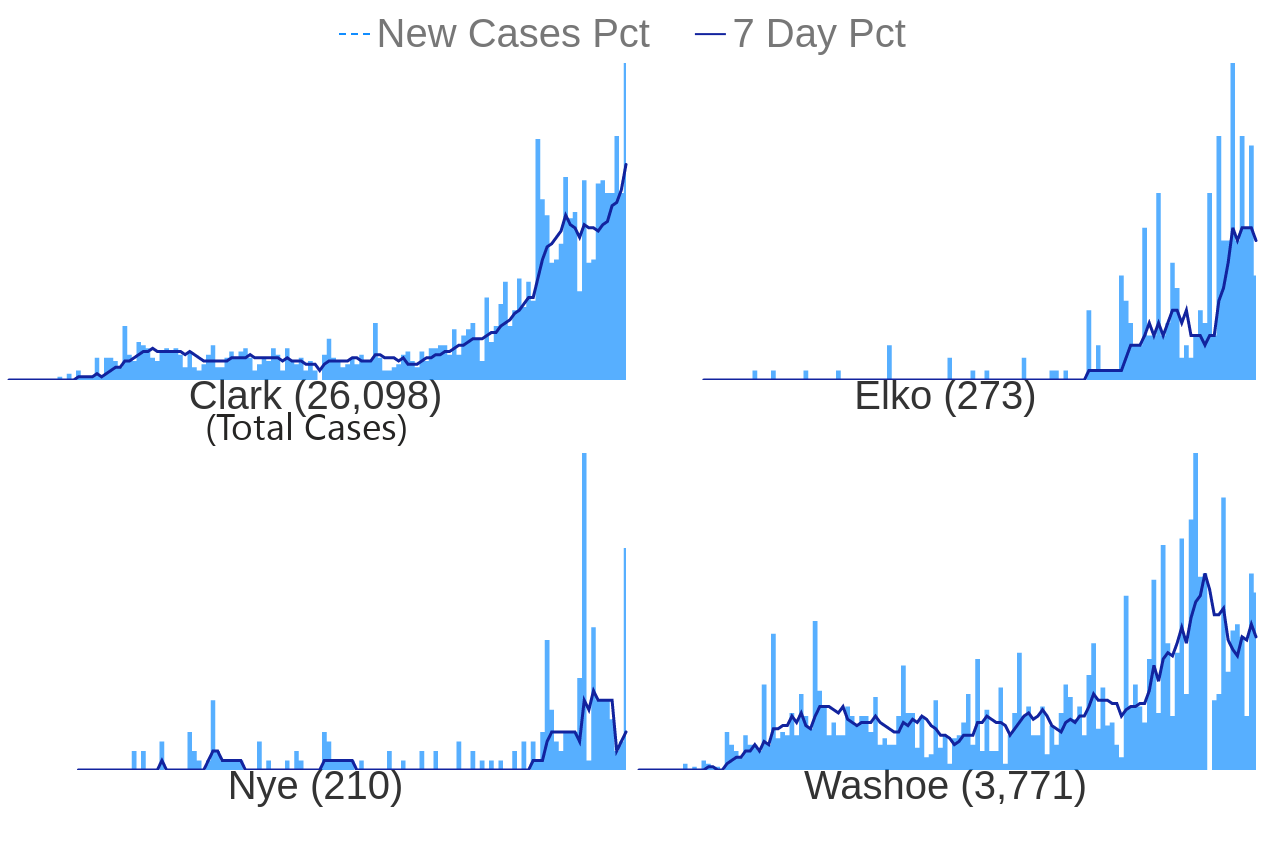 New Cases Pct 7 Day Pct
Clark (26,098) Elko (273)
(Total Cases)
Nye (210) Washoe (3,771)